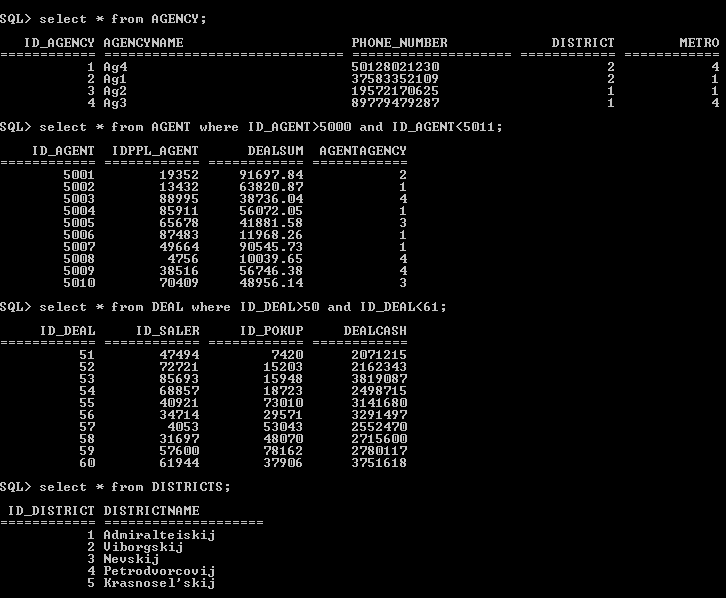 SQL> select * from AGENCY;
ID_AGENCY AGENCYNAME PHONE_NUMBER DISTRICT METRO
============ =============================== ==================== ============ ============
1 Ag4 50128021230 2 4
2 Ag1 37583352109 2 1
3 Ag2 19572170625 1 1
4 Ag3 89779479287 1 4
SQL> select * from AGENT where ID_AGENT>5000 and ID_AGENT<5011;
ID_AGENT IDPPL_AGENT DEALSUM AGENTAGENCY
============ ============ ============ ============
5001 19352 91697.84 2
5002 13432 63820.87 1
5003 88995 38736.04 4
5004 85911 56072.05 1
5005 65678 41881.58 3
5006 87483 11968.26 1
5007 49664 90545.73 1
5008 4756 10039.65 4
5009 38516 56746.38 4
5010 70409 48956.14 3
SQL> select * from DEAL where ID_DEAL>50 and ID_DEAL<61;
ID_DEAL ID_SALER ID_POKUP DEALCASH
============ ============ ============ ============
51 47494 7420 2071215
52 72721 15203 2162343
53 85693 15948 3819087
54 68857 18723 2498715
55 40921 73010 3141680
56 34714 29571 3291497
57 4053 53043 2552470
58 31697 48070 2715600
59 57600 78162 2780117
60 61944 37906 3751618
SQL> select * from DISTRICTS;
ID_DISTRICT DISTRICTNAME
============ ====================
1 Admiralteiskij
2 Viborgskij
3 Nevskij
4 Petrodvorcovij
5 Krasnosel'skij